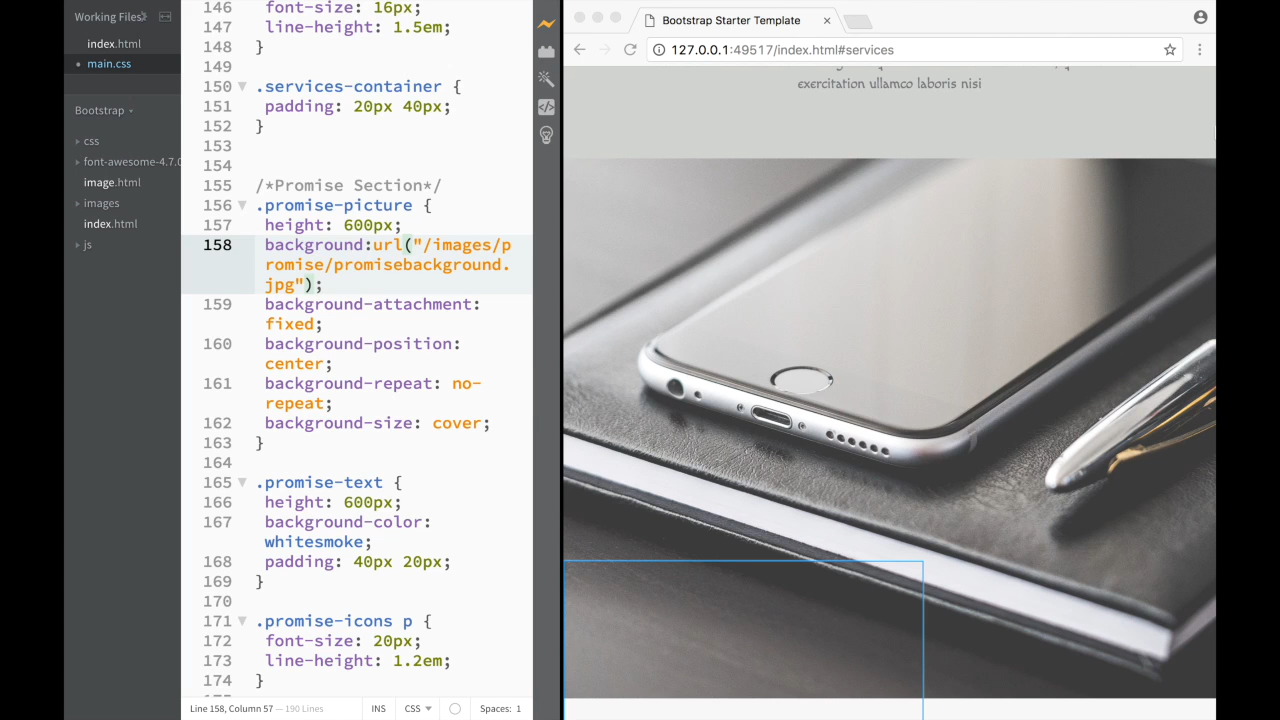 Working Files
index.html
main.css
Bootstrap
css
font-awesome-4.7.0
image.html
images
index.html
js
146 font-size: 16px;
147 line-height: 1.5em;
148 }
149
150 .services-container {
151 padding: 20px 40px;
152 }
153
154
155 /*Promise Section*/
156 .promise-picture {
157 height: 600px;
158 background:url("/images/p
romise/promisebackground.
jpg");
159 background-attachment:
fixed;
160 background-position:
center;
161 background-repeat: no-
repeat;
162 background-size: cover;
163 }
164
165 .promise-text {
166 height: 600px;
167 background-color:
whitesmoke;
168 padding: 40px 20px;
169 }
170
171 .promise-icons p {
172 font-size: 20px;
173 line-height: 1.2em;
174 }
Line 158, Column 57 — 190 Lines
INS
CSS
Spaces: 1
Bootstrap Starter Template
127.0.0.1:49517/index.html#services
exercitation ullamco laboris nisi